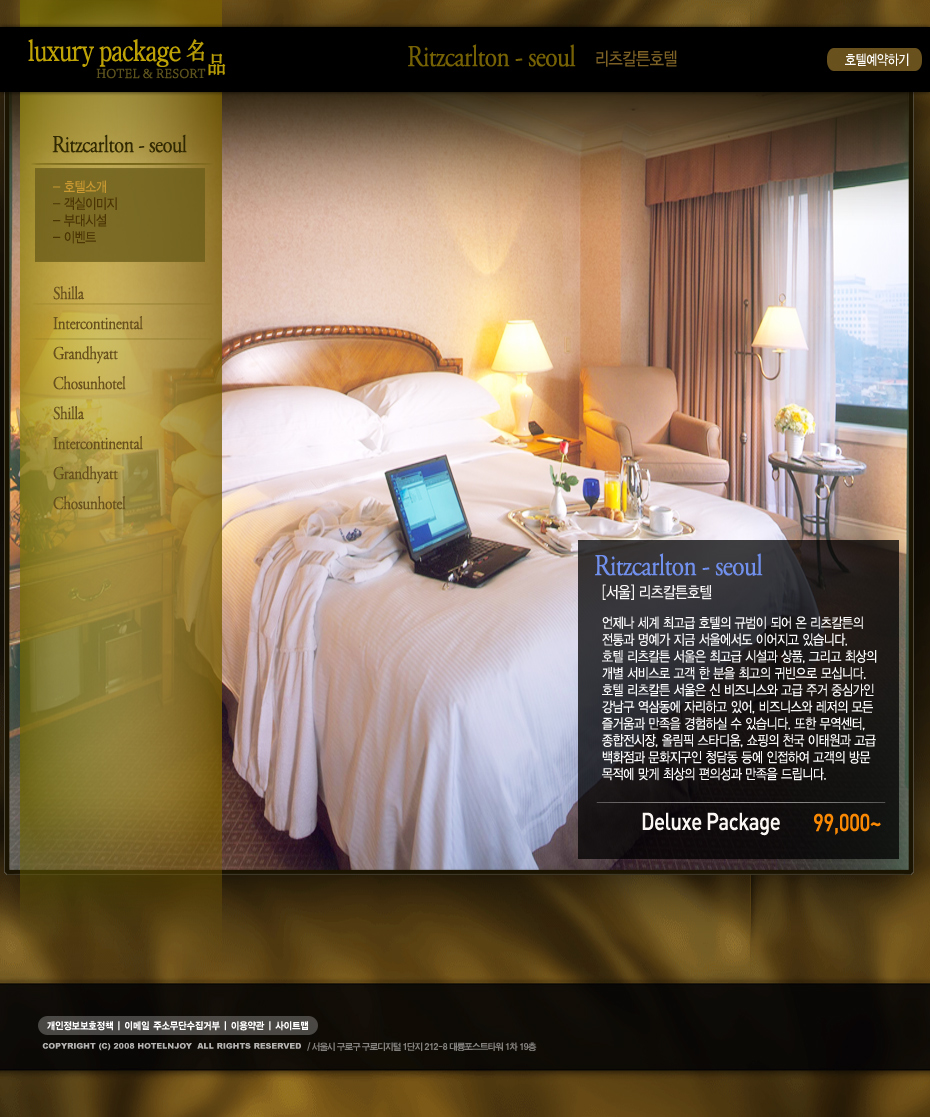 luxury package 名品
HOTEL & RESORT
Ritzcarlton - seoul 리츠칼튼호텔
호텔예약하기
Ritzcarlton - seoul
- 호텔소개
- 객실이미지
- 부대시설
- 이벤트
Shilla
Intercontinental
Grandhyatt
Chosunhotel
Shilla
Intercontinental
Grandhyatt
Chosunhotel
Ritzcarlton - seoul
[서울] 리츠칼튼호텔
언제나 세계 최고급 호텔의 규범이 되어 온 리츠칼튼의
전통과 명예가 지금 서울에서도 이어지고 있습니다.
호텔 리츠칼튼 서울은 최고급 시설과 상품, 그리고 최상의
개별 서비스로 고객 한 분을 최고의 귀빈으로 모십니다.
호텔 리츠칼튼 서울은 신 비즈니스와 고급 주거 중심가인
강남구 역삼동에 자리하고 있어, 비즈니스와 레저의 모든
즐거움과 만족을 경험하실 수 있습니다. 또한 무역센터,
종합전시장, 올림픽 스타디움, 쇼핑의 천국 이태원과 고급
백화점과 문화지구인 청담동 등에 인접하여 고객의 방문
목적에 맞게 최상의 편의성과 만족을 드립니다.
Deluxe Package 99,000~
개인정보보호정책 | 이메일 주소무단수집거부 | 이용약관 | 사이트맵
COPYRIGHT (C) 2008 HOTELNJOY ALL RIGHTS RESERVED / 서울시 구로구 구로디지털 1단지 212-8 대륭포스트타워 1차 19층